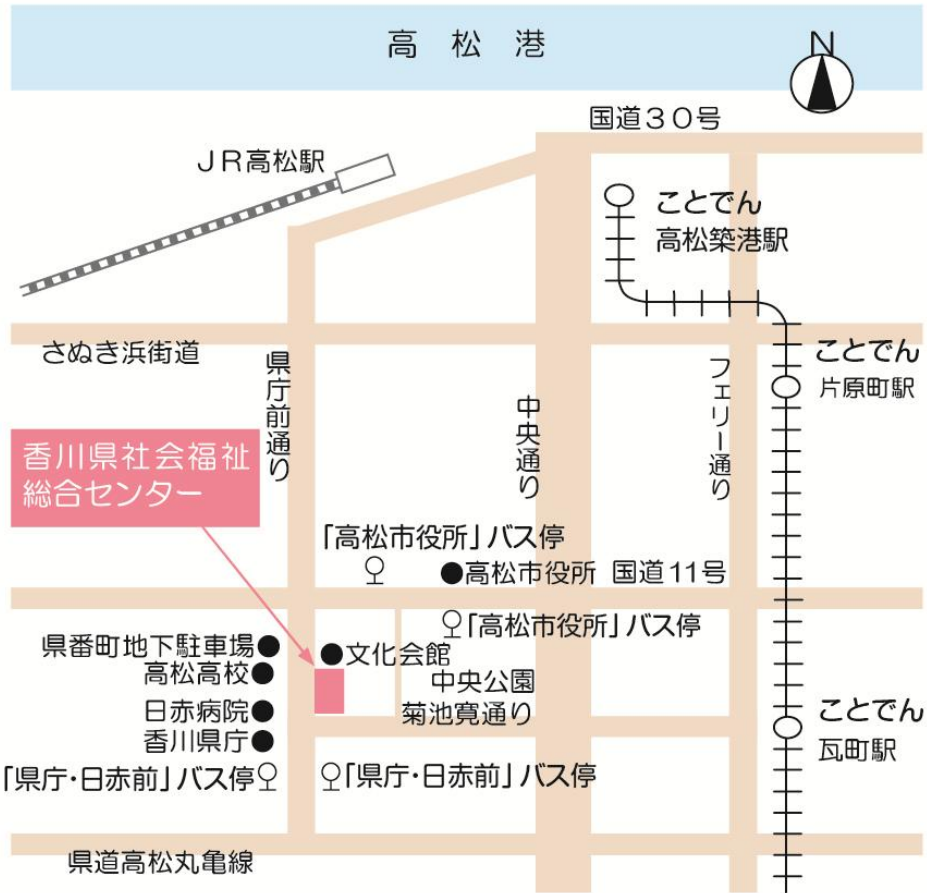 高松港
N
国道30号
JR高松駅
ことでん
高松築港駅
さぬき浜街道
県庁前通り
中央通り
フェリー通り
ことでん
片原町駅
香川県社会福祉
総合センター
「高松市役所」バス停
高松市役所
国道11号
「高松市役所」バス停
県番町地下駐車場
文化会館
高松高校
中央公園
日赤病院
菊池寛通り
香川県庁
ことでん
瓦町駅
「県庁・日赤前」バス停
「県庁・日赤前」バス停
県道高松丸亀線